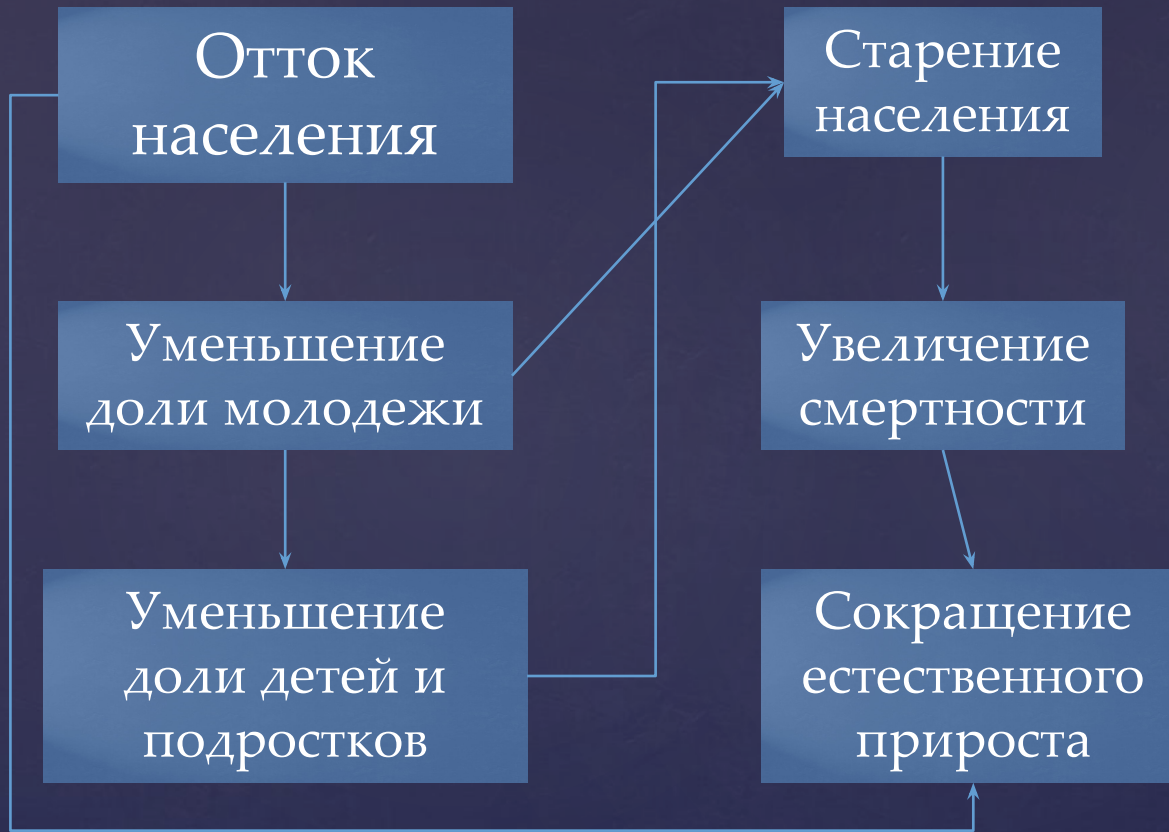 Отток
населения
Уменьшение
доли молодежи
Уменьшение
доли детей и
подростков
Старение
населения
Увеличение
смертности
Сокращение
естественного
прироста